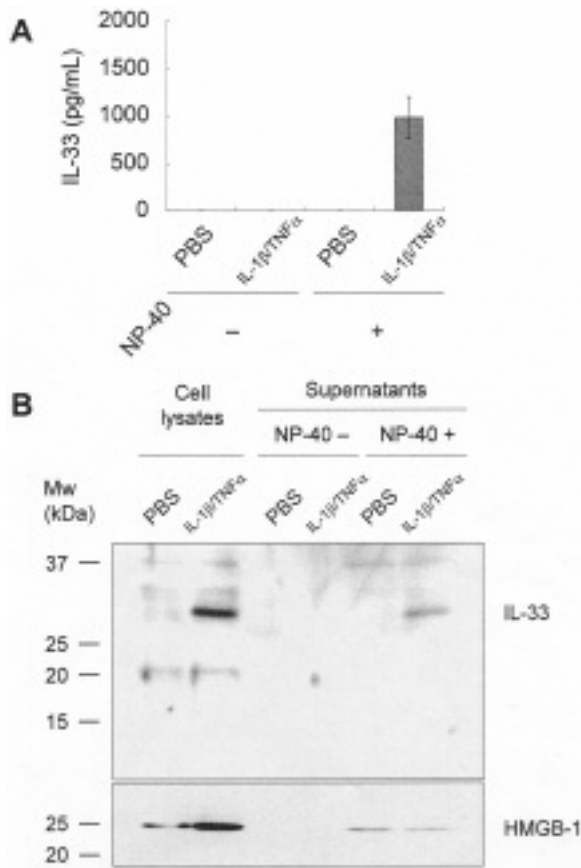 A
IL-33 (pg/mL)
2000
1500
1000
500
0
PBS
IL-1β/TNFα
PBS
IL-1β/TNFα
NP-40
–
+
B
Cell
lysates
Supernatants
NP-40 –
NP-40 +
Mw
(kDa)
PBS
IL-1β/TNFα
PBS
IL-1β/TNFα
PBS
IL-1β/TNFα
37
25
20
15
IL-33
25
20
HMGB-1